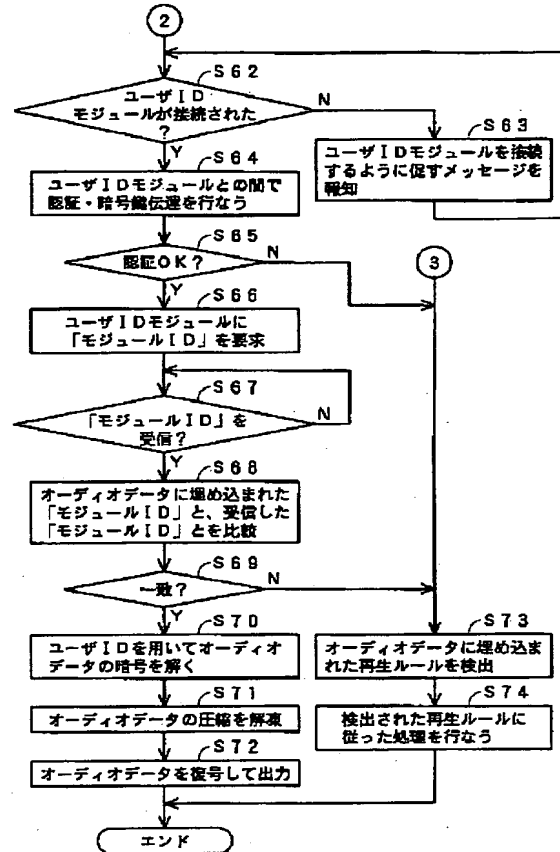 2
S62
ユーザID
モジュールが接続された
?
N
Y
S63
ユーザIDモジュールを接続
するように促すメッセージを
報知
S64
ユーザIDモジュールとの間で
認証・暗号鍵伝達を行なう
S65
認証OK?
N
Y
3
S66
ユーザIDモジュールに
「モジュールID」を要求
S67
「モジュールID」を
受信?
N
Y
S68
オーディオデータに埋め込まれた
「モジュールID」と、受信した
「モジュールID」とを比較
S69
一致?
N
Y
S70
ユーザIDを用いてオーディオ
データの暗号を解く
S71
オーディオデータの圧縮を解凍
S72
オーディオデータを復号して出力
S73
オーディオデータに埋め込ま
れた再生ルールを検出
S74
検出された再生ルールに
従った処理を行なう
エンド